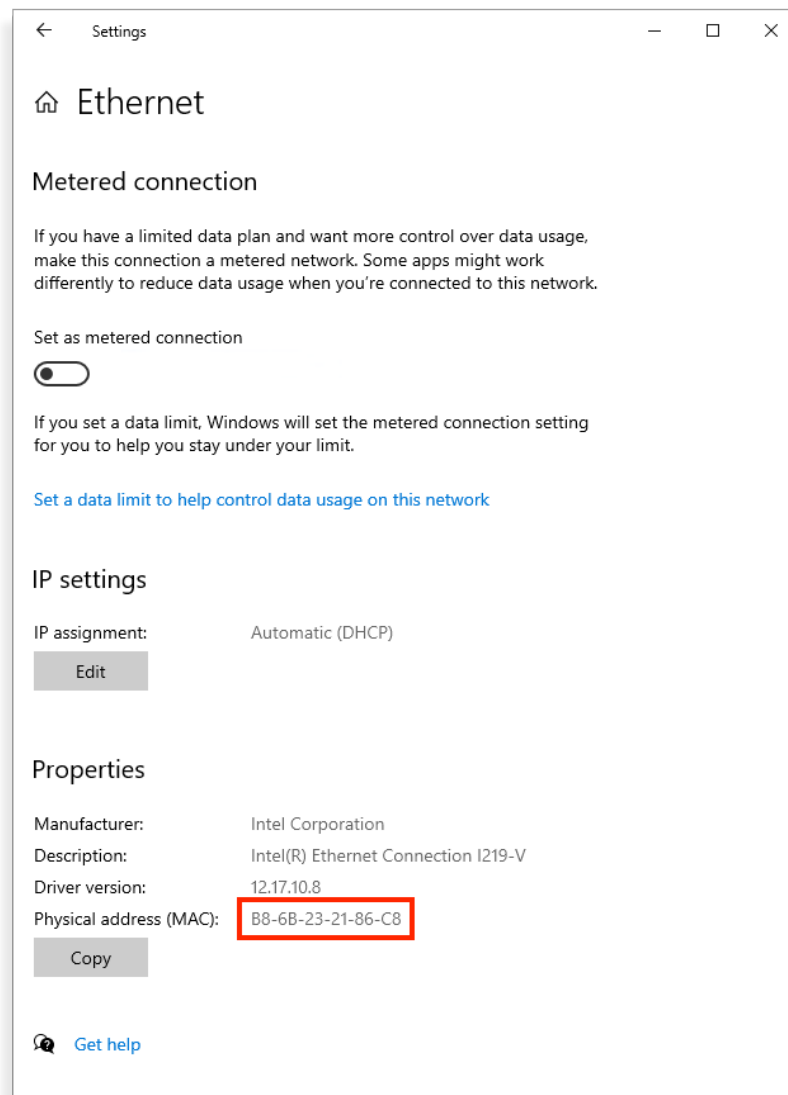 Settings
Ethernet
Metered connection
If you have a limited data plan and want more control over data usage,
make this connection a metered network. Some apps might work
differently to reduce data usage when you're connected to this network.
Set as metered connection
If you set a data limit, Windows will set the metered connection setting
for you to help you stay under your limit.
Set a data limit to help control data usage on this network
IP settings
IP assignment: Automatic (DHCP)
Edit
Properties
Manufacturer: Intel Corporation
Description: Intel(R) Ethernet Connection I219-V
Driver version: 12.17.10.8
Physical address (MAC): B8-6B-23-21-86-C8
Copy
Get help